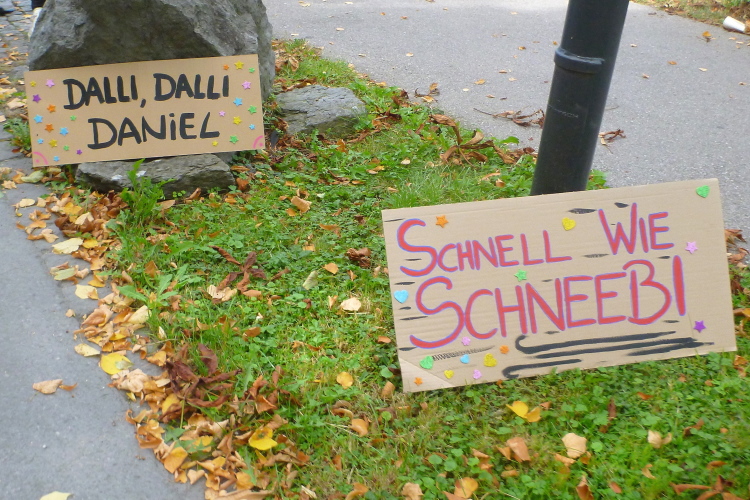 DALLI, DALLI
DANiEL
SCHNELL WiE
SCHNEEBI